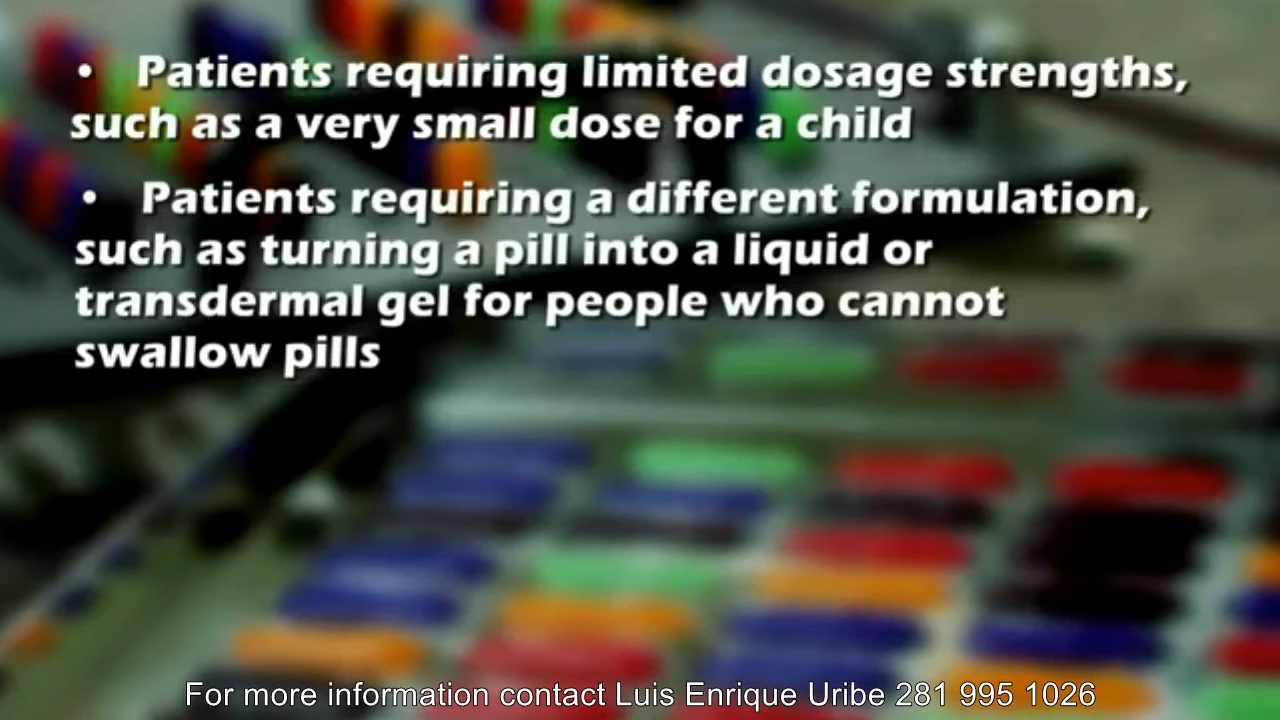 • Patients requiring limited dosage strengths,
such as a very small dose for a child
• Patients requiring a different formulation,
such as turning a pill into a liquid or
transdermal gel for people who cannot
swallow pills
For more information contact Luis Enrique Uribe 281 995 1026